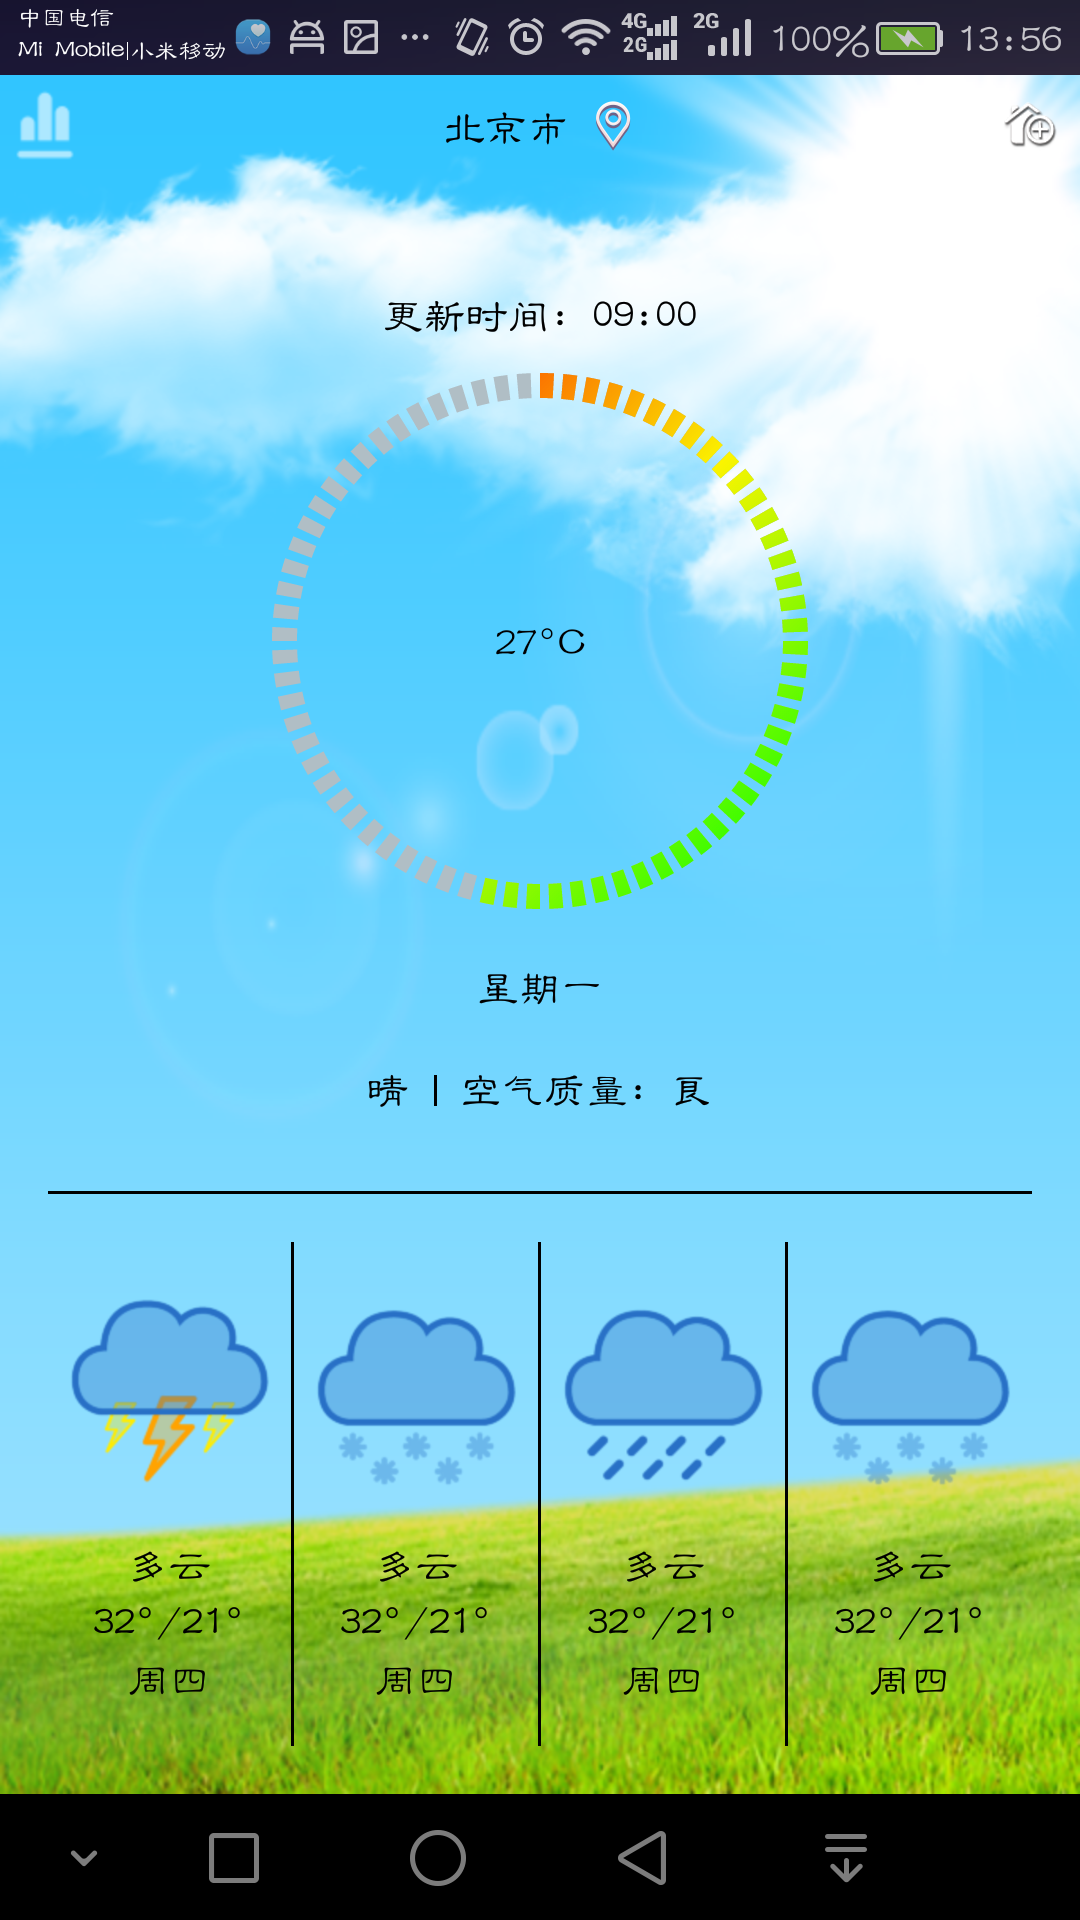 中国电信
Mi Mobile|小米移动
4G 2G
2G
100% 13:56
北京市
更新时间：09:00
27°C
星期一
晴 | 空气质量：良
多云 多云 多云 多云
32°/21° 32°/21° 32°/21° 32°/21°
周四 周四 周四 周四